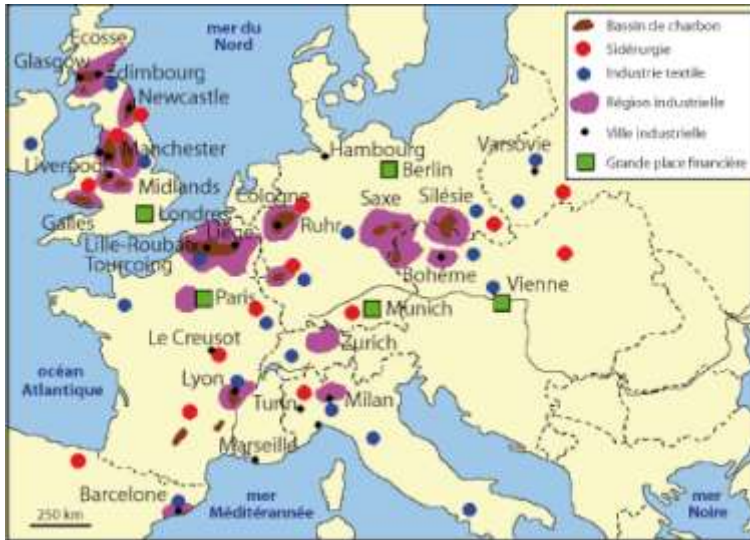 Ecosse
Glasgow
Edimbourg
Newcastle
mer du
Nord
Manchester
Liverpool
Midlands
Galles
Londres
Hambourg
Berlin
Varsovie
Cologne
Ruhr
Saxe
Silésie
Liège
Lille-Roubaix
Tourcoing
Bohème
Paris
Munich
Vienne
Le Creusot
Zurich
océan
Atlantique
Lyon
Turin
Milan
Marseille
Barcelone
mer
Méditérrannée
mer
Noire
250 km
Bassin de charbon
Sidérurgie
Industrie textile
Région industrielle
Ville industrielle
Grande place financière